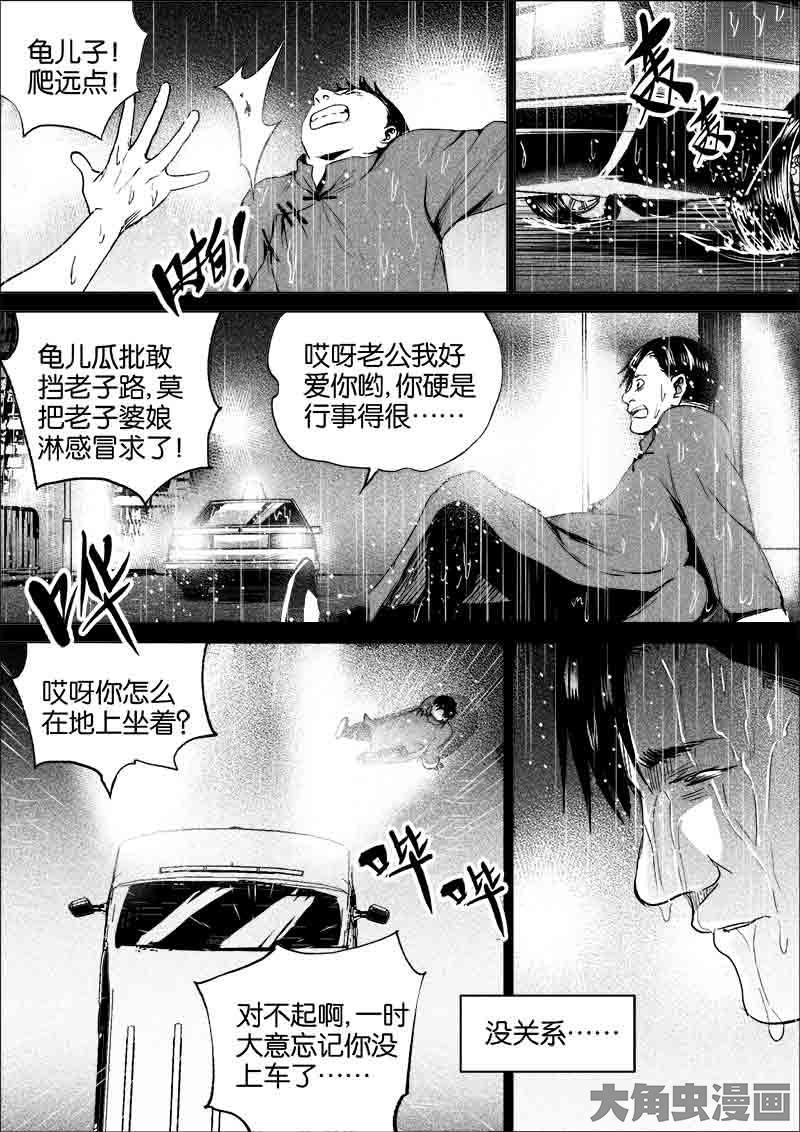 龟儿子！
爬远点！
啪！
轰
轰
龟儿瓜批敢
挡老子路,莫
把老子婆娘
淋感冒求了！
哎呀老公我好
爱你哟,你硬是
行事得很……
哗
哎呀你怎么
在地上坐着？
哔
哔
对不起啊,一时
大意忘记你没
上车了……
没关系……
大角虫漫画